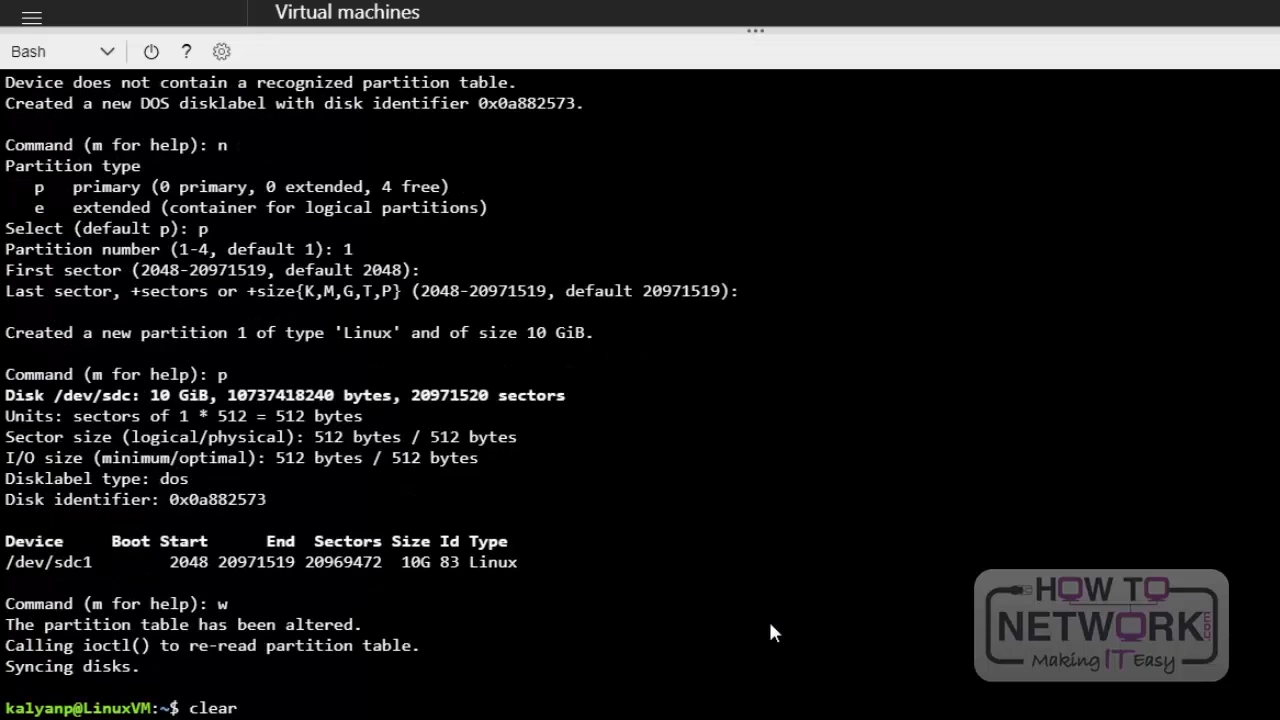 Virtual machines
Bash
?
Device does not contain a recognized partition table.
Created a new DOS disklabel with disk identifier 0x0a882573.
Command (m for help): n
Partition type
p primary (0 primary, 0 extended, 4 free)
e extended (container for logical partitions)
Select (default p): p
Partition number (1-4, default 1): 1
First sector (2048-20971519, default 2048):
Last sector, +sectors or +size{K,M,G,T,P} (2048-20971519, default 20971519):
Created a new partition 1 of type 'Linux' and of size 10 GiB.
Command (m for help): p
Disk /dev/sdc: 10 GiB, 10737418240 bytes, 20971520 sectors
Units: sectors of 1 * 512 = 512 bytes
Sector size (logical/physical): 512 bytes / 512 bytes
I/O size (minimum/optimal): 512 bytes / 512 bytes
Disklabel type: dos
Disk identifier: 0x0a882573
Device Boot Start End Sectors Size Id Type
/dev/sdc1 2048 20971519 20969472 10G 83 Linux
Command (m for help): w
The partition table has been altered.
Calling ioctl() to re-read partition table.
Syncing disks.
kalyanp@LinuxVM:~$ clear
HOW TO
NETWORK.com
Making IT Easy